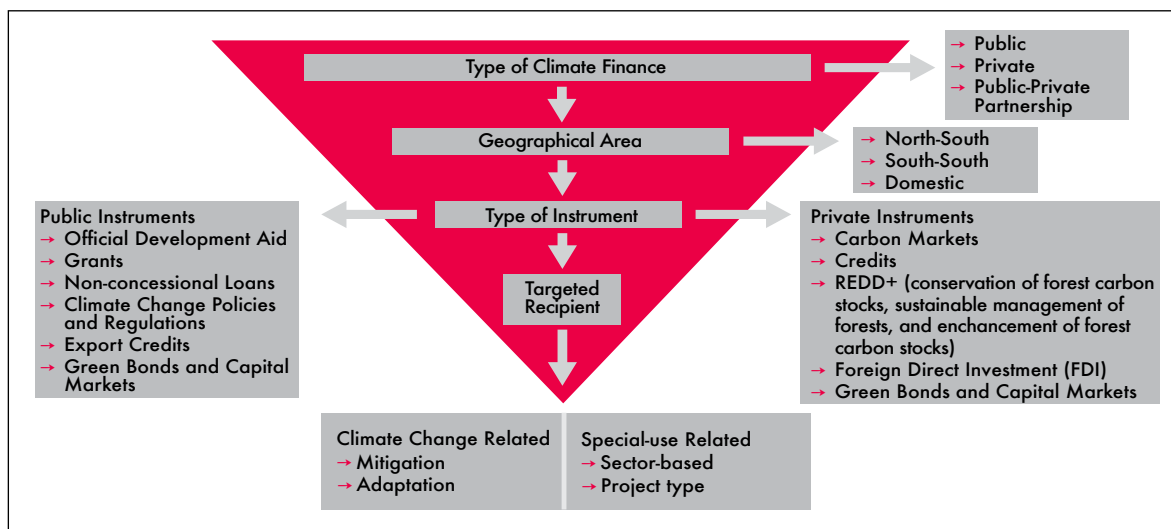 Type of Climate Finance
→ Public
→ Private
→ Public-Private
Partnership
Geographical Area
→ North-South
→ South-South
→ Domestic
Type of Instrument
Public Instruments
→ Official Development Aid
→ Grants
→ Non-concessional Loans
→ Climate Change Policies
and Regulations
→ Export Credits
→ Green Bonds and Capital
Markets
Private Instruments
→ Carbon Markets
→ Credits
→ REDD+ (conservation of forest carbon
stocks, sustainable management of
forests, and enchancement of forest
carbon stocks)
→ Foreign Direct Investment (FDI)
→ Green Bonds and Capital Markets
Targeted
Recipient
Climate Change Related
→ Mitigation
→ Adaptation
Special-use Related
→ Sector-based
→ Project type